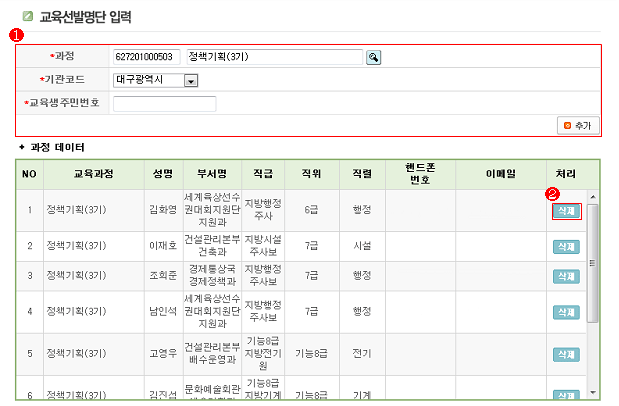 교육선발명단 입력
1
*과정 627201000503 정책기획(3기)
*기관코드 대구광역시
*교육생주민번호
추가
과정 데이터
NO 교육과정 성명 부서명 직급 직위 직렬 핸드폰 번호 이메일 처리
2
1 정책기획(3기) 김화영 세계육상선수권대회지원단지원과 지방행정주사 6급 행정 삭제
2 정책기획(3기) 이재호 건설관리본부 건축과 지방시설주사보 7급 시설 삭제
3 정책기획(3기) 조희준 경제통상국 경제정책과 지방행정주사보 7급 행정 삭제
4 정책기획(3기) 남인석 세계육상선수권대회지원단지원과 지방행정주사보 7급 행정 삭제
5 정책기획(3기) 고영우 건설관리본부 배수운영과 기능8급 지방전기원 기능8급 전기 삭제
6 정책기획(3기) 김진섭 문화예술회관 기능8급 지방기계 기능8급 기계 삭제